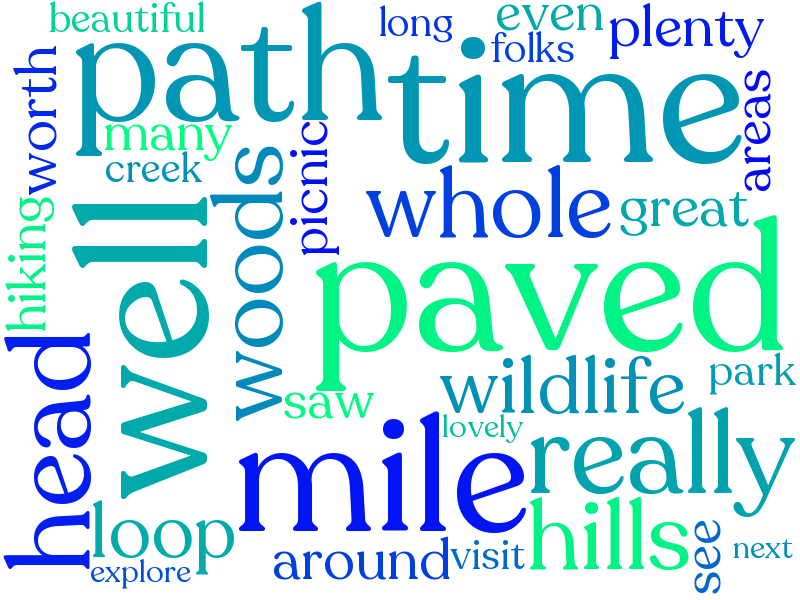 beautiful
long
even
plenty
folks
path
time
worth
many
creek
picnic
areas
woods
whole
great
hiking
well
paved
head
saw
wildlife
park
lovely
mile
really
loop
hills
around
visit
see
next
explore